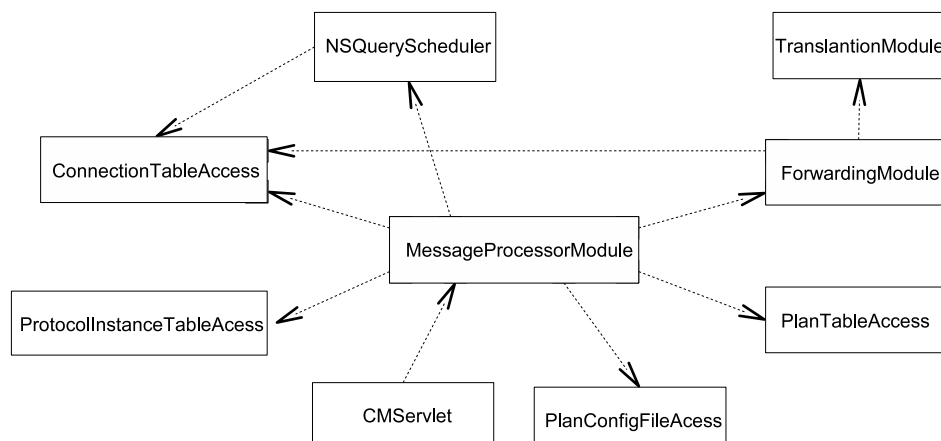 NSQueryScheduler
TranslantionModule
ConnectionTableAccess
ForwardingModule
MessageProcessorModule
ProtocolInstanceTableAcess
PlanTableAccess
CMServlet
PlanConfigFileAcess